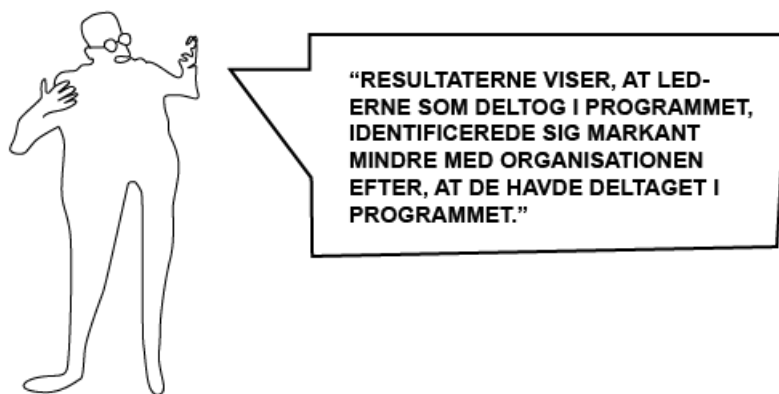 “RESULTATERNE VISER, AT LED-
ERNE SOM DELTOG I PROGRAMMET,
IDENTIFICEREDE SIG MARKANT
MINDRE MED ORGANISATIONEN
EFTER, AT DE HAVDE DELTAGET I
PROGRAMMET.”